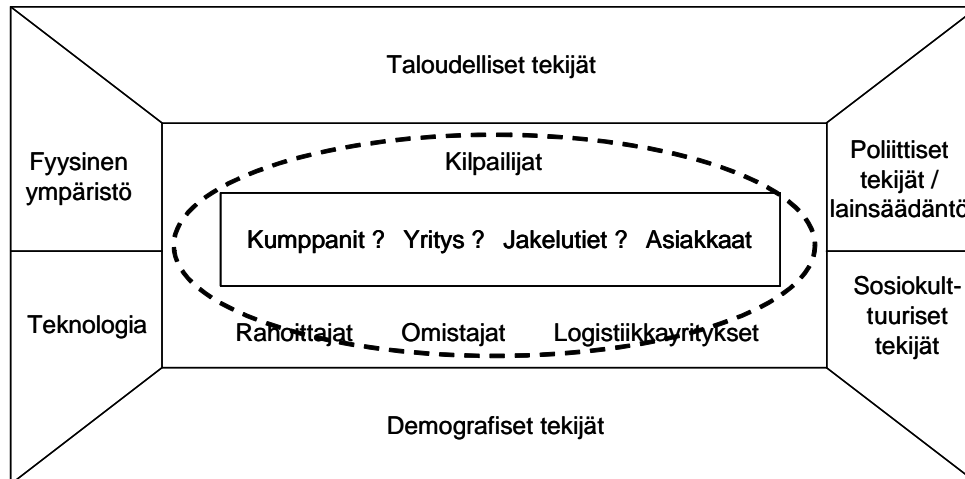 Taloudelliset tekijät
Fyysinen
ympäristö
Kilpailijat
Poliittiset
tekijät /
lainsäädäntö
Kumppanit ? Yritys ? Jakelutiet ? Asiakkaat
Teknologia
Rahoittajat Omistajat Logistiikkayritykset
Sosiokult-
tuuriset
tekijät
Demografiset tekijät